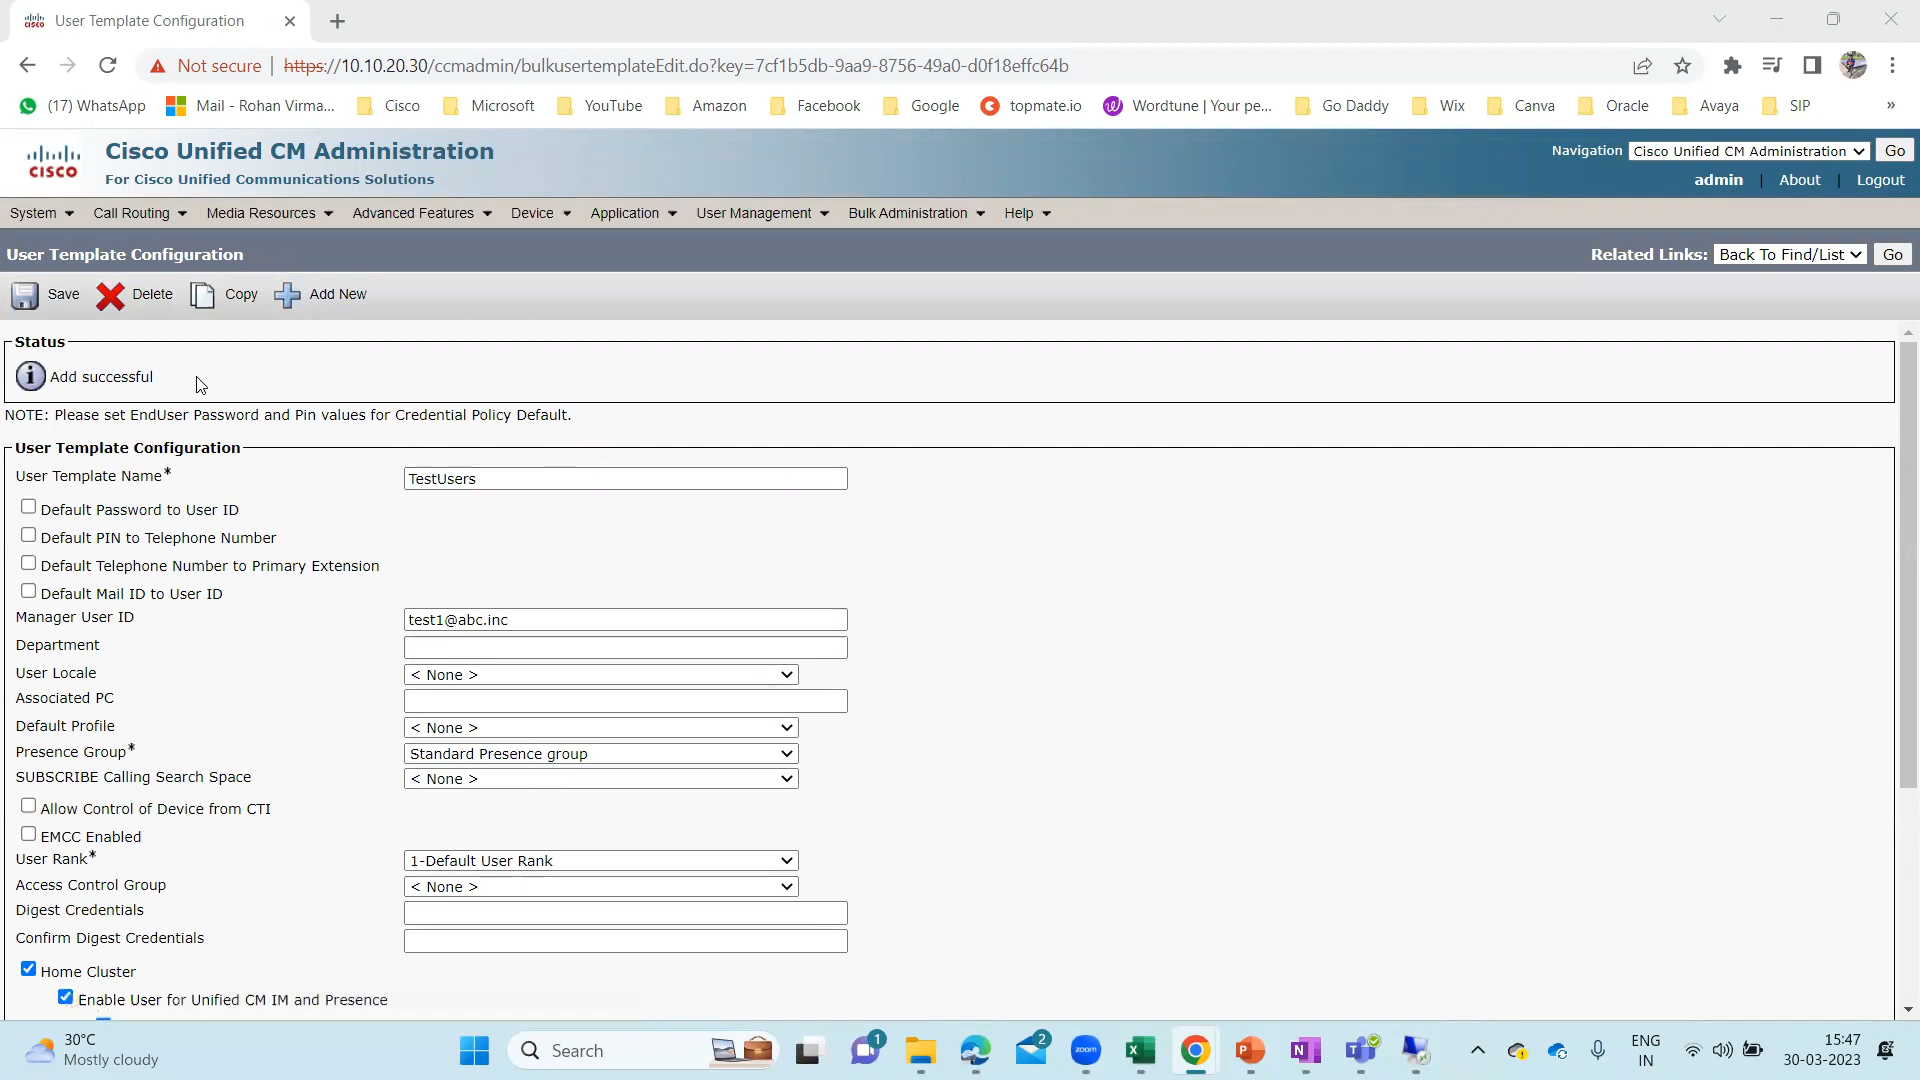 User Template Configuration
Not secure | https://10.10.20.30/ccmadmin/bulkusertemplateEdit.do?key=7cf1b5db-9aa9-8756-49a0-d0f18effc64b
(17) WhatsApp Mail - Rohan Virma... Cisco Microsoft YouTube Amazon Facebook Google topmate.io Wordtune | Your pe... Go Daddy Wix Canva Oracle Avaya SIP »
CISCO
Cisco Unified CM Administration
For Cisco Unified Communications Solutions
Navigation Cisco Unified CM Administration Go
admin | About | Logout
System Call Routing Media Resources Advanced Features Device Application User Management Bulk Administration Help
User Template Configuration Related Links: Back To Find/List Go
Save Delete Copy Add New
Status
Add successful
NOTE: Please set EndUser Password and Pin values for Credential Policy Default.
User Template Configuration
User Template Name* TestUsers
Default Password to User ID
Default PIN to Telephone Number
Default Telephone Number to Primary Extension
Default Mail ID to User ID
Manager User ID test1@abc.inc
Department
User Locale < None >
Associated PC
Default Profile < None >
Presence Group* Standard Presence group
SUBSCRIBE Calling Search Space < None >
Allow Control of Device from CTI
EMCC Enabled
User Rank* 1-Default User Rank
Access Control Group < None >
Digest Credentials
Confirm Digest Credentials
Home Cluster
Enable User for Unified CM IM and Presence
30°C
Mostly cloudy
Search
1
2
zoom
ENG
IN
15:47
30-03-2023